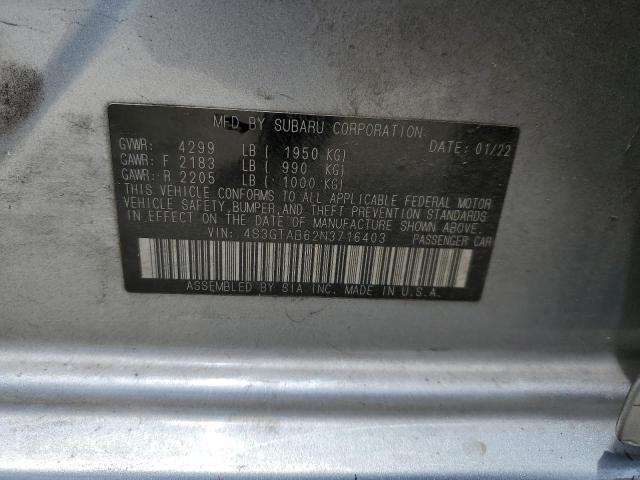 MFD BY SUBARU CORPORATION DATE: 01/22
GVWR: 4299 LB ( 1950 KG)
GAWR: F 2183 LB ( 990 KG)
GAWR: R 2205 LB ( 1000 KG)
THIS VEHICLE CONFORMS TO ALL APPLICABLE FEDERAL MOTOR
VEHICLE SAFETY, BUMPER, AND THEFT PREVENTION STANDARDS
IN EFFECT ON THE DATE OF MANUFACTURE SHOWN ABOVE.
VIN: 4S3GTAB62N3716403 PASSENGER CAR
ASSEMBLED BY SIA INC. MADE IN U.S.A.